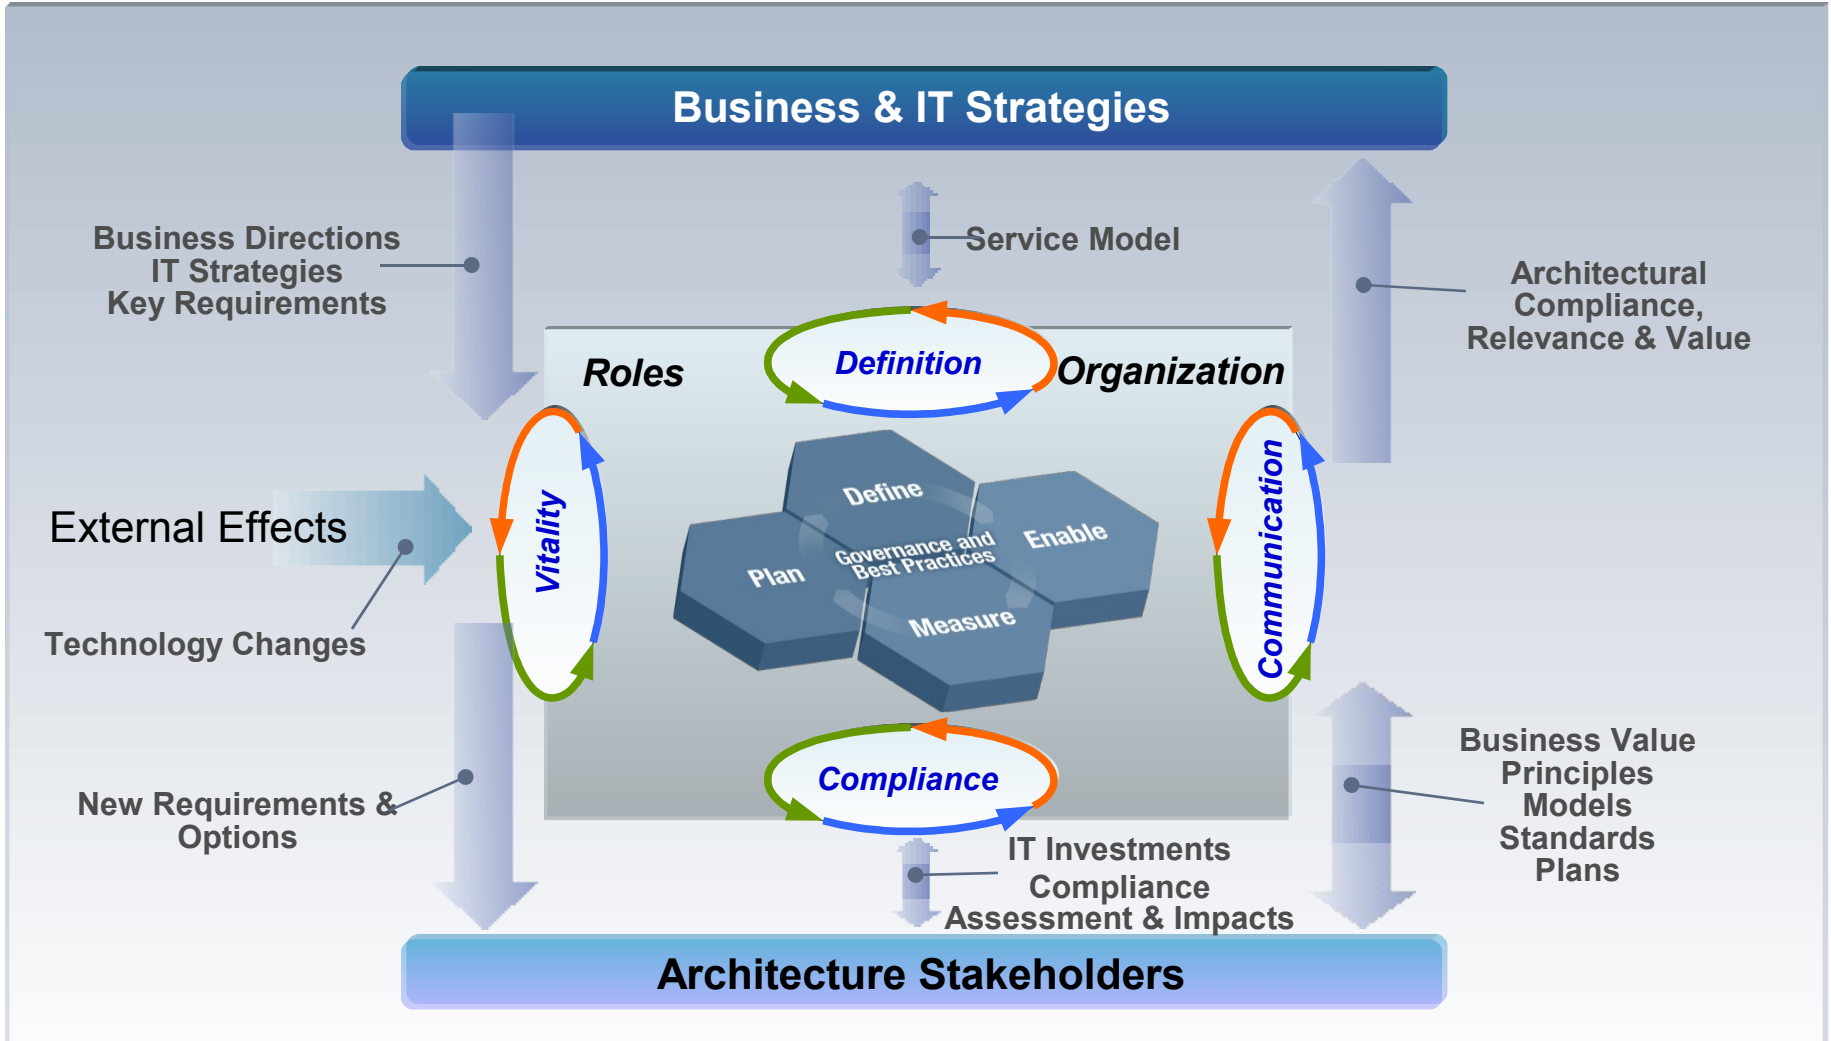 Business & IT Strategies
Business Directions
IT Strategies
Key Requirements
Service Model
Architectural
Compliance,
Relevance & Value
Roles
Definition
Organization
External Effects
Technology Changes
Vitality
Define
Enable
Governance and
Best Practices
Plan
Measure
Communication
New Requirements &
Options
Compliance
IT Investments
Compliance
Assessment & Impacts
Business Value
Principles
Models
Standards
Plans
Architecture Stakeholders